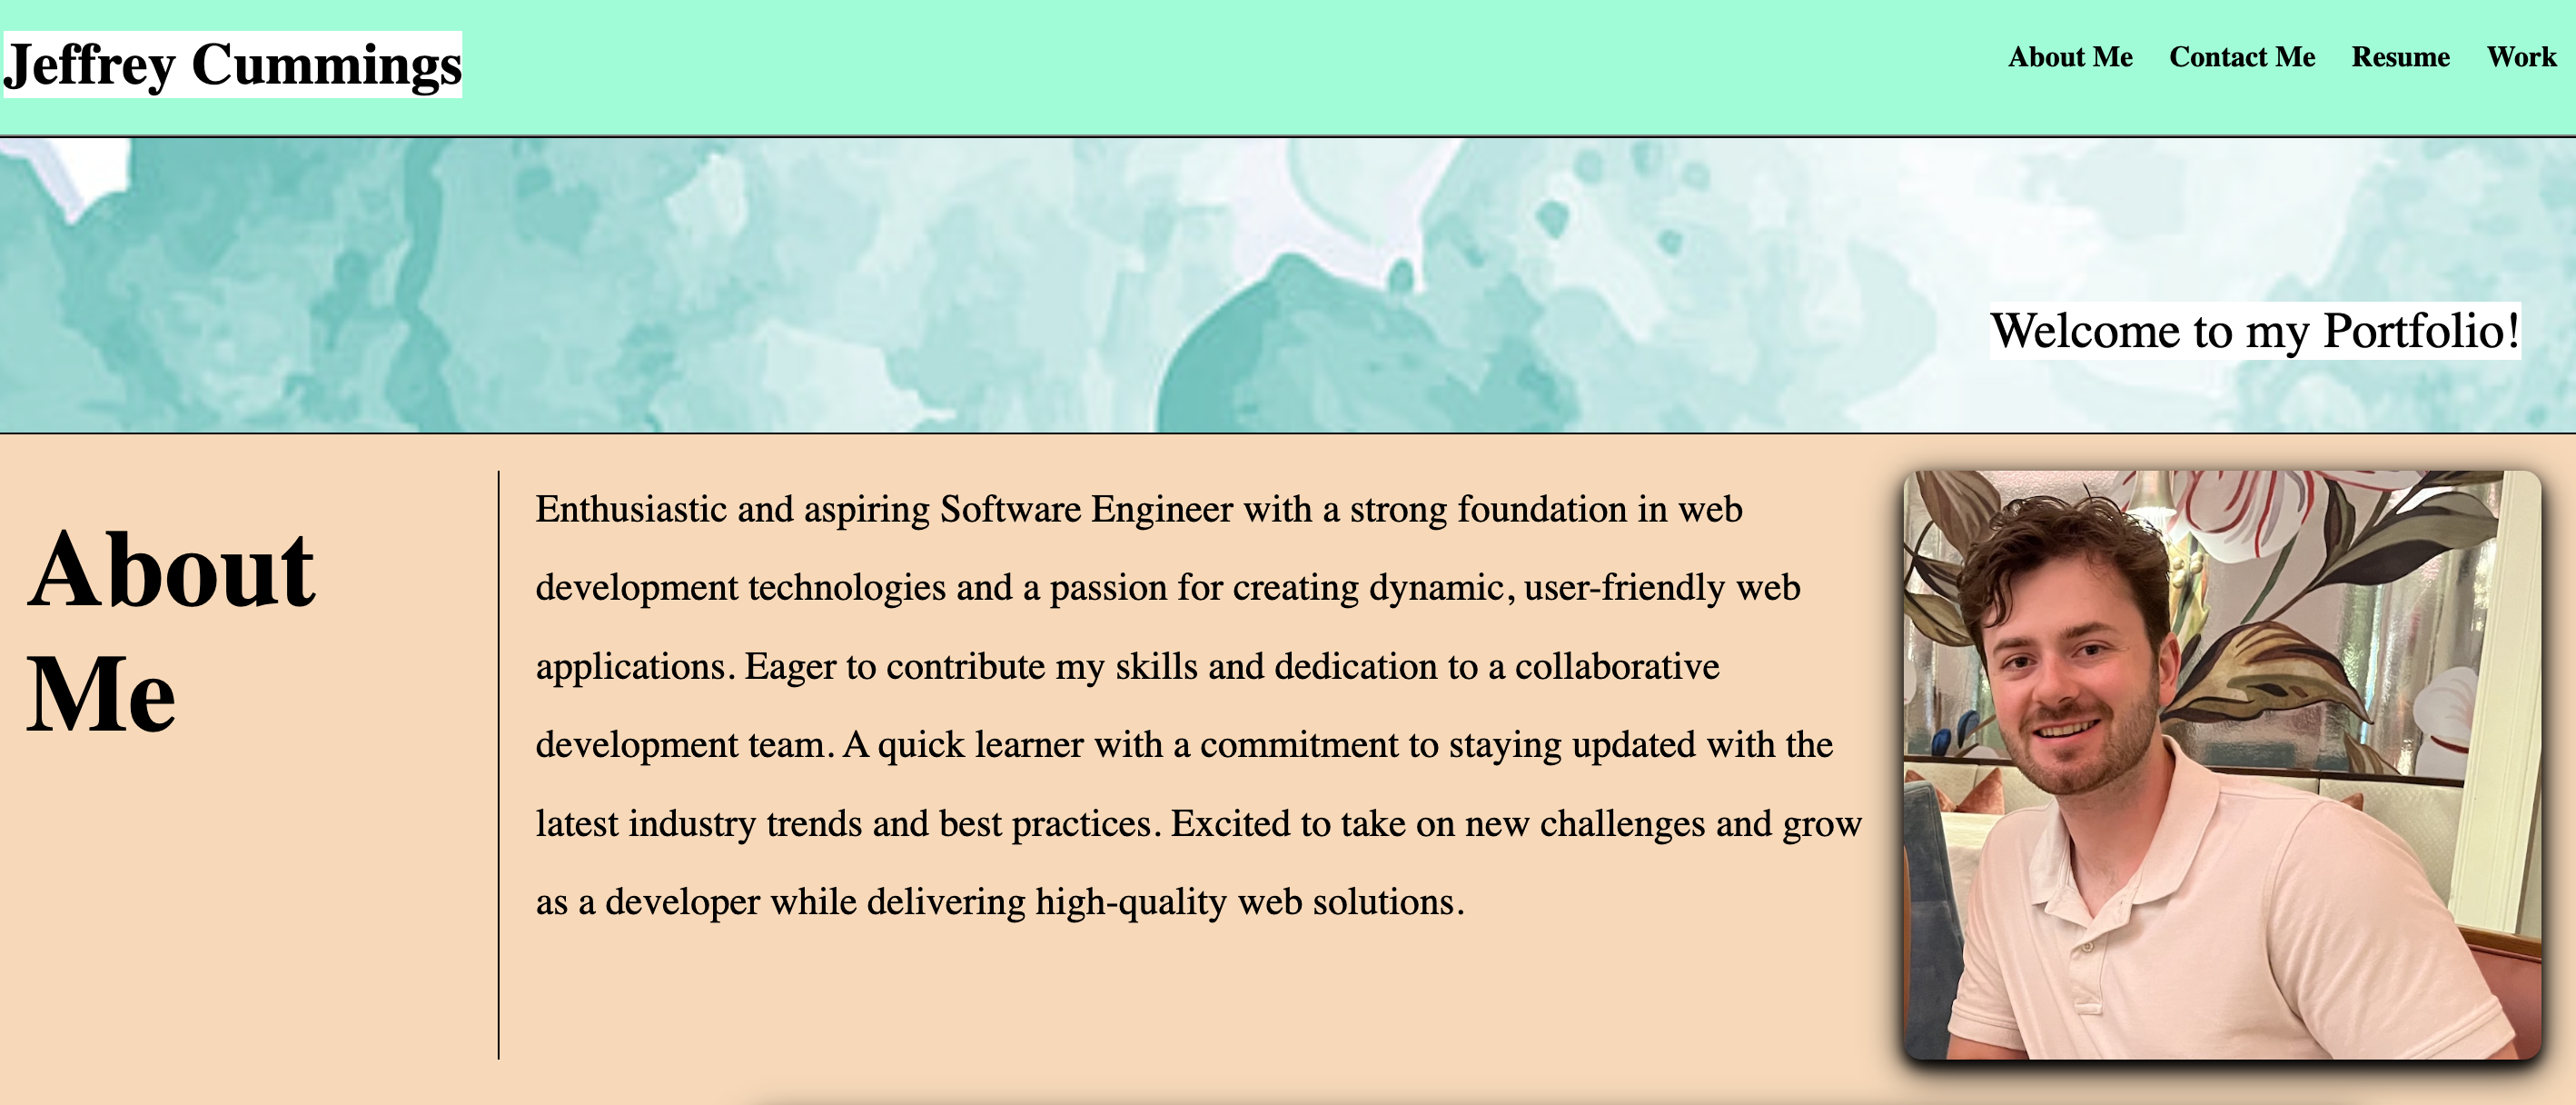 Jeffrey Cummings
About Me Contact Me Resume Work
Welcome to my Portfolio!
About
Me
Enthusiastic and aspiring Software Engineer with a strong foundation in web
development technologies and a passion for creating dynamic, user-friendly web
applications. Eager to contribute my skills and dedication to a collaborative
development team. A quick learner with a commitment to staying updated with the
latest industry trends and best practices. Excited to take on new challenges and grow
as a developer while delivering high-quality web solutions.